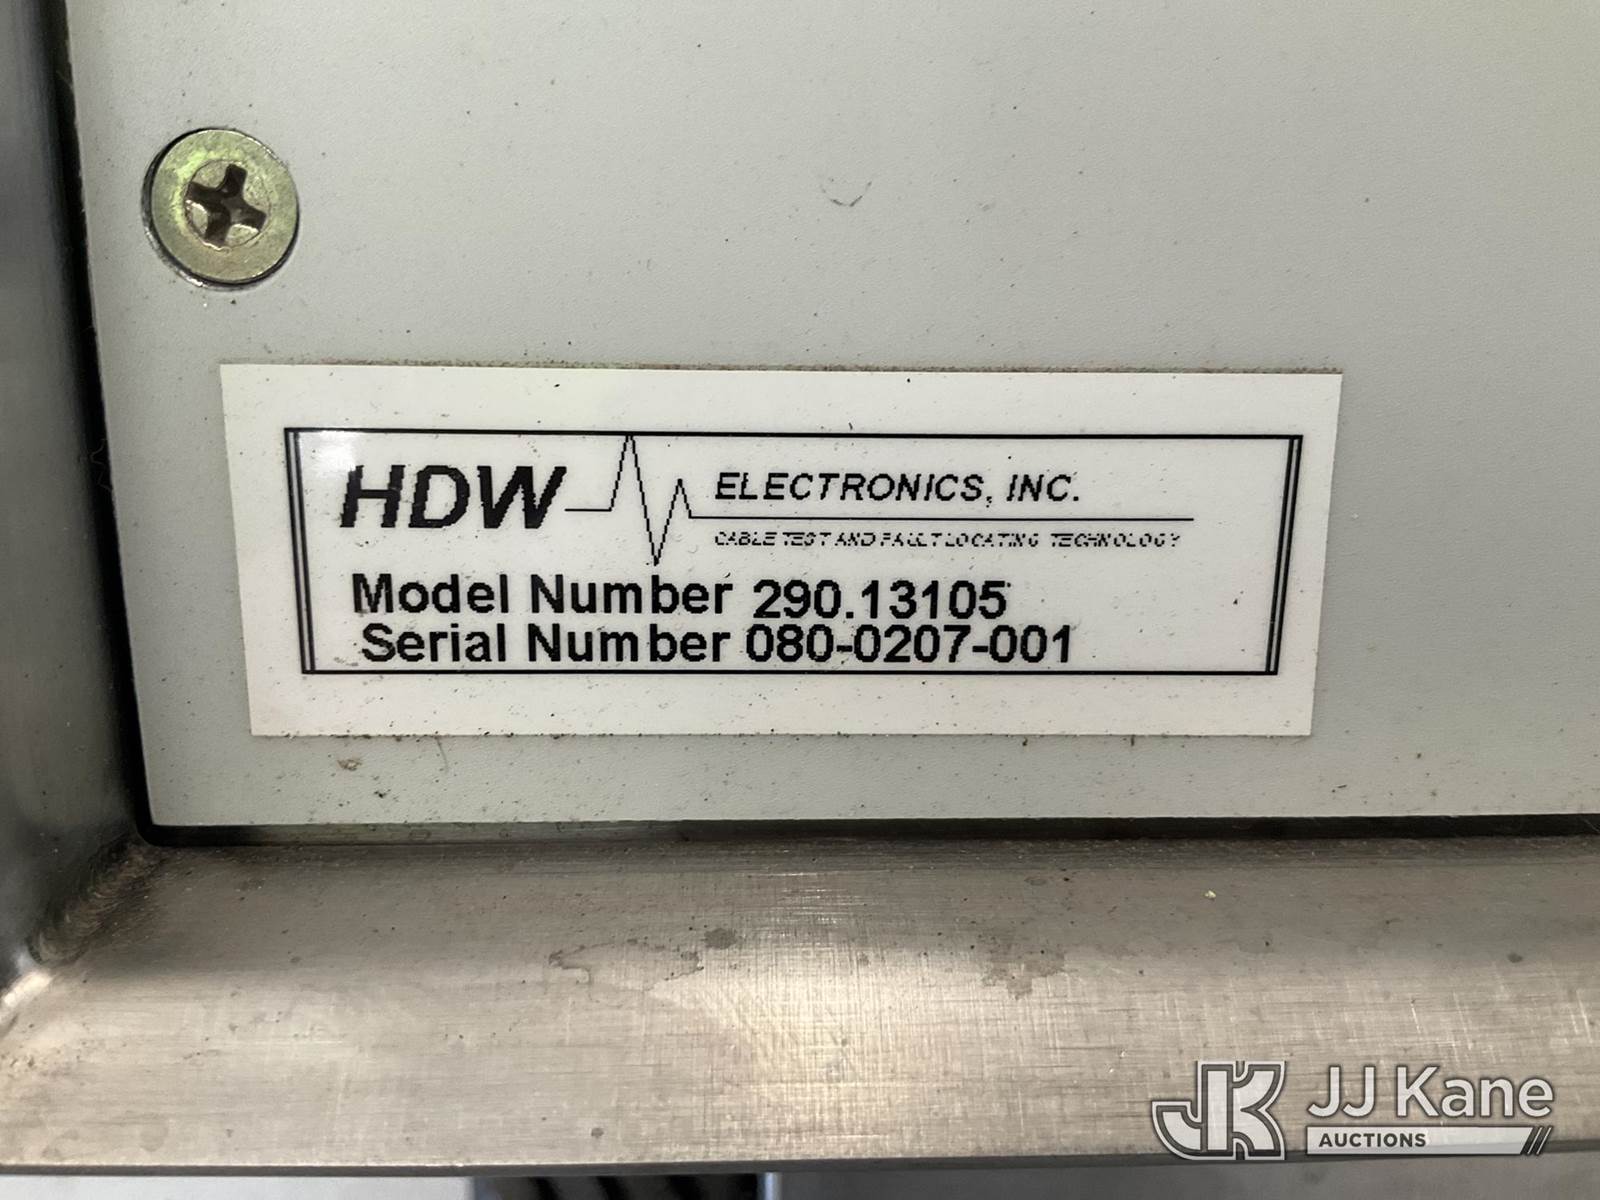 HDW ELECTRONICS, INC.
CABLE TEST AND FAULT LOCATING TECHNOLOGY
Model Number 290.13105
Serial Number 080-0207-001
JK JJ Kane
AUCTIONS